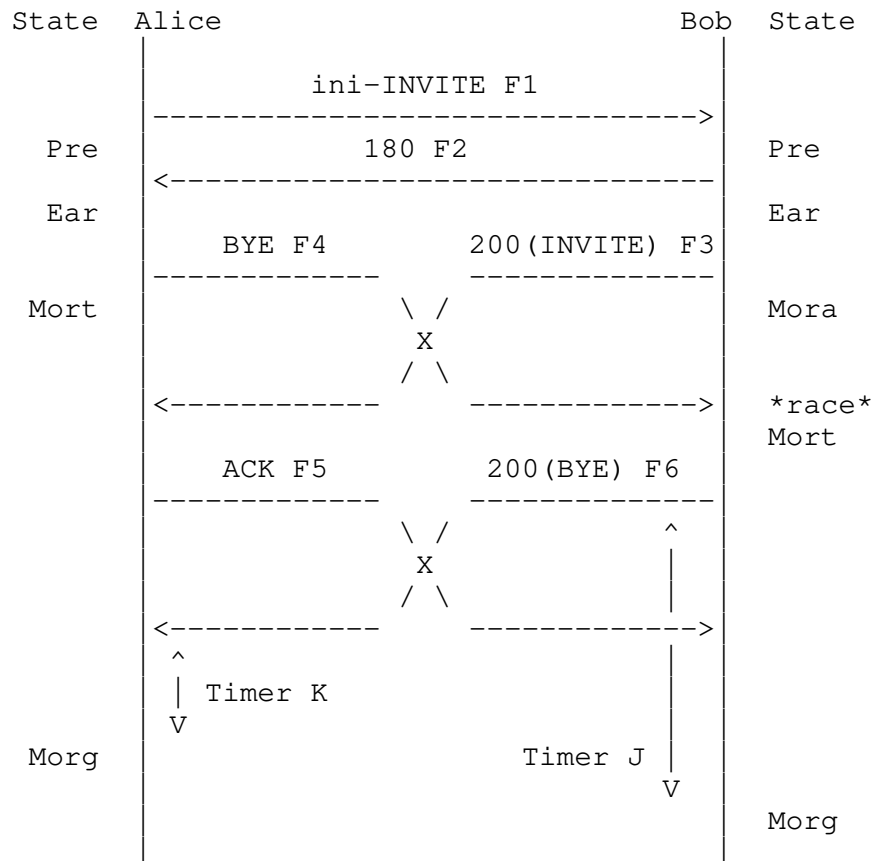 State Alice Bob State
ini-INVITE F1
Pre 180 F2 Pre
Ear Ear
BYE F4 200(INVITE) F3
Mort Mora
X
*race*
Mort
ACK F5 200(BYE) F6
X
Timer K
Morg Timer J
Morg